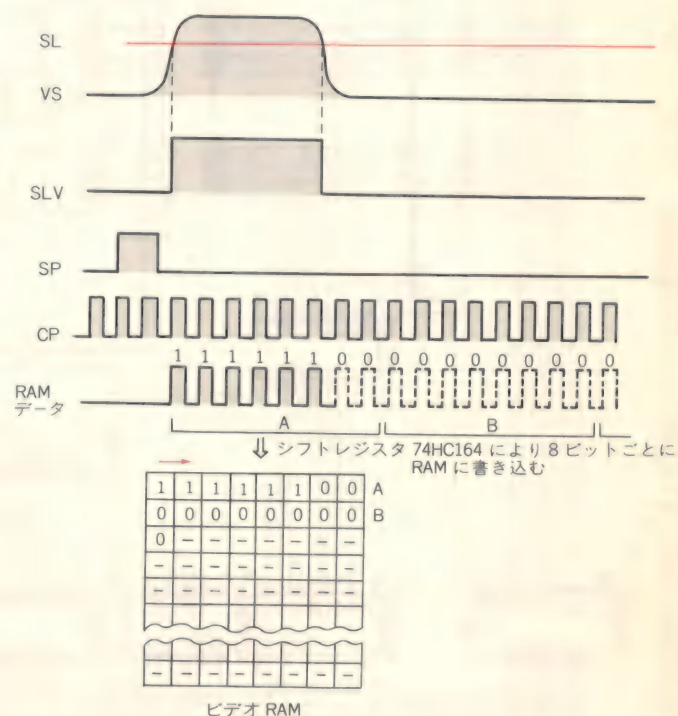 SL
VS
SLV
SP
CP
1 1 1 1 1 1 0 0 0 0 0 0 0 0 0 0 0
RAM
データ
A B
⇓ シフトレジスタ 74HC164 により 8 ビットごとに
RAM に書き込む
1 1 1 1 1 1 0 0 A
0 0 0 0 0 0 0 0 B
0 - - - - - - -
- - - - - - - -
- - - - - - - -
- - - - - - - -
ビデオ RAM